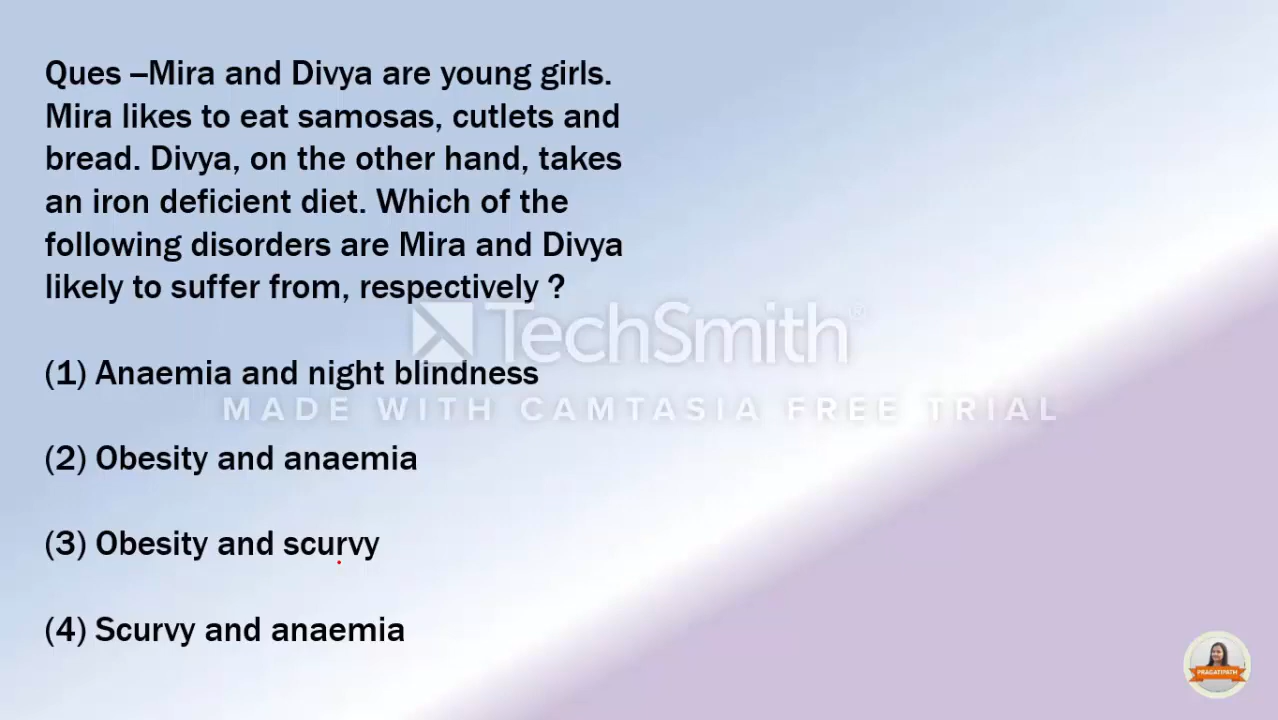 Ques –Mira and Divya are young girls.
Mira likes to eat samosas, cutlets and
bread. Divya, on the other hand, takes
an iron deficient diet. Which of the
following disorders are Mira and Divya
likely to suffer from, respectively ?
TechSmith®
(1) Anaemia and night blindness
MADE WITH CAMTASIA FREE TRIAL
(2) Obesity and anaemia
(3) Obesity and scurvy
(4) Scurvy and anaemia
PRAGATIPATH